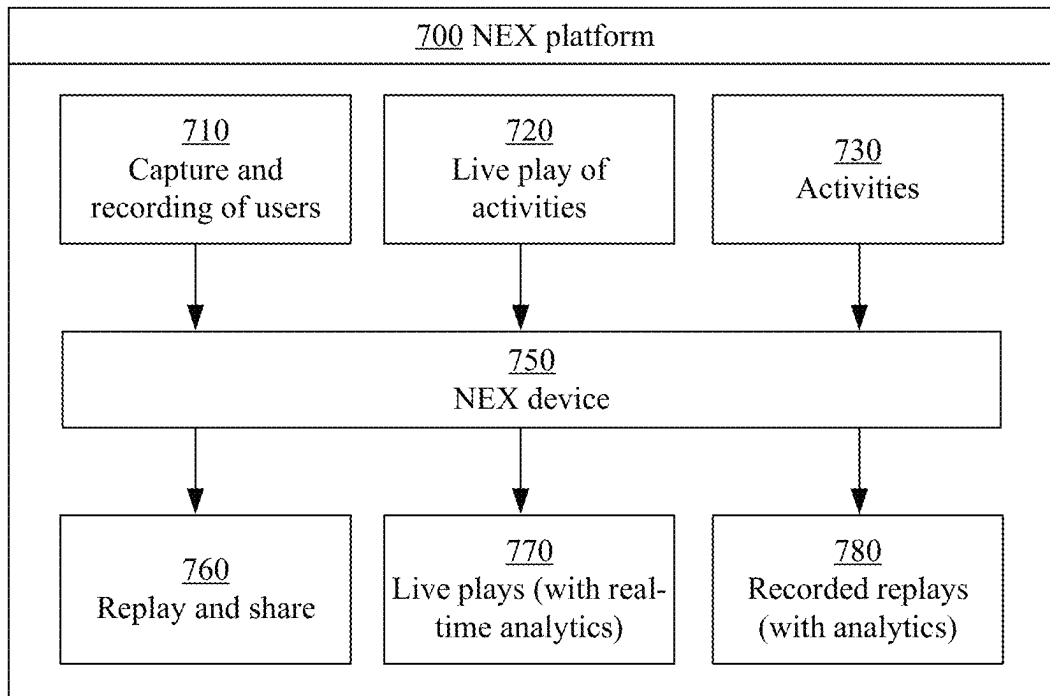 700 NEX platform
710
Capture and
recording of users
720
Live play of
activities
730
Activities
750
NEX device
760
Replay and share
770
Live plays (with real-
time analytics)
780
Recorded replays
(with analytics)